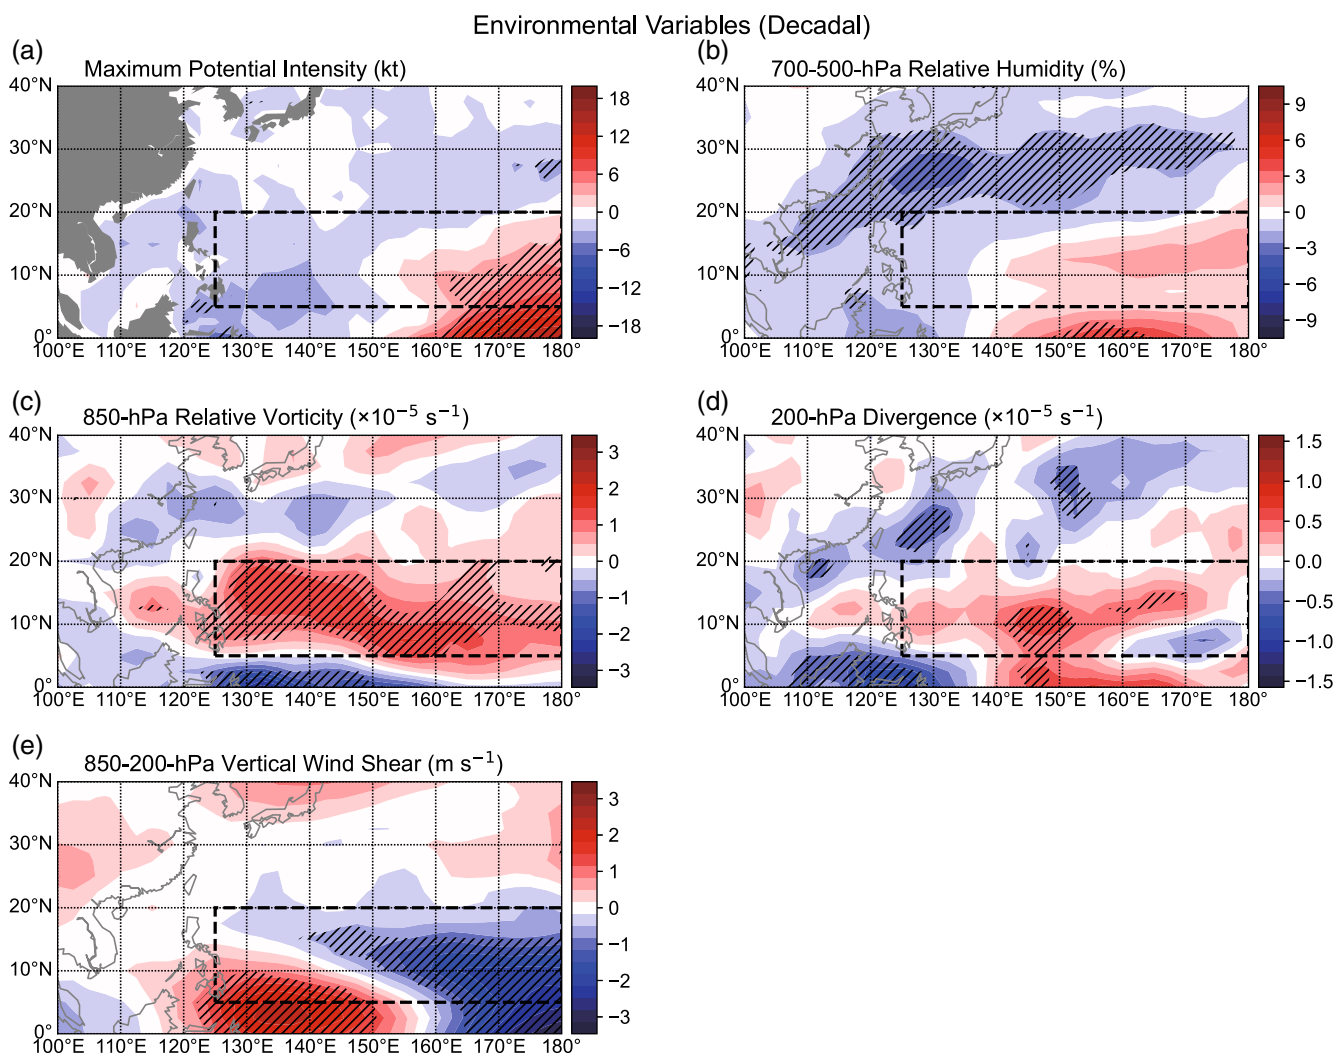 Environmental Variables (Decadal)
(a)
Maximum Potential Intensity (kt)
40°N
30°N
20°N
10°N
0°
100°E 110°E 120°E 130°E 140°E 150°E 160°E 170°E 180°
18
12
6
0
−6
−12
−18
(b)
700-500-hPa Relative Humidity (%)
40°N
30°N
20°N
10°N
0°
100°E 110°E 120°E 130°E 140°E 150°E 160°E 170°E 180°
9
6
3
0
−3
−6
−9
(c)
850-hPa Relative Vorticity (×10⁻⁵ s⁻¹)
40°N
30°N
20°N
10°N
0°
100°E 110°E 120°E 130°E 140°E 150°E 160°E 170°E 180°
3
2
1
0
−1
−2
−3
(d)
200-hPa Divergence (×10⁻⁵ s⁻¹)
40°N
30°N
20°N
10°N
0°
100°E 110°E 120°E 130°E 140°E 150°E 160°E 170°E 180°
1.5
1.0
0.5
0.0
−0.5
−1.0
−1.5
(e)
850-200-hPa Vertical Wind Shear (m s⁻¹)
40°N
30°N
20°N
10°N
0°
100°E 110°E 120°E 130°E 140°E 150°E 160°E 170°E 180°
3
2
1
0
−1
−2
−3